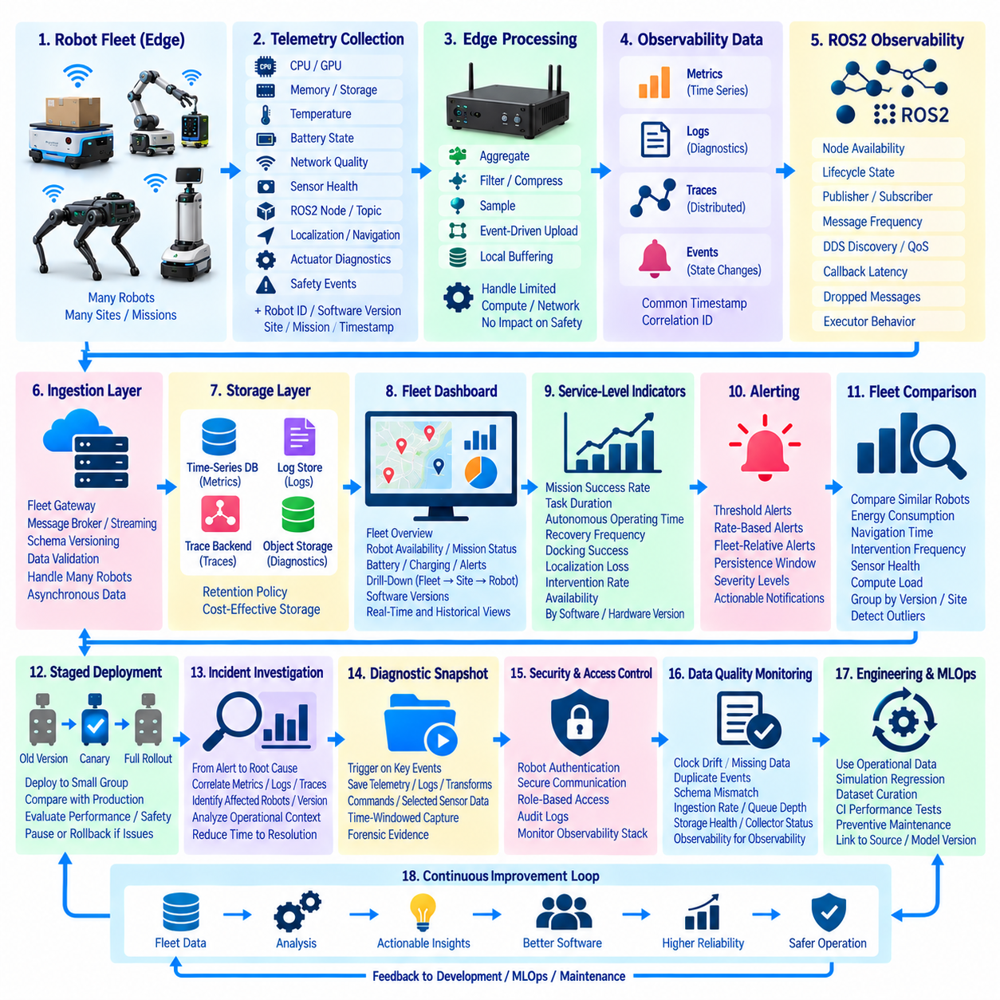 1. Robot Fleet (Edge)
Many Robots
Many Sites / Missions
2. Telemetry Collection
CPU
CPU / GPU
Memory / Storage
Temperature
Battery State
Network Quality
Sensor Health
ROS2 Node / Topic
Localization / Navigation
Actuator Diagnostics
Safety Events
+ Robot ID / Software Version
Site / Mission / Timestamp
3. Edge Processing
Aggregate
Filter / Compress
Sample
Event-Driven Upload
Local Buffering
Handle Limited
Compute / Network
No Impact on Safety
4. Observability Data
Metrics
(Time Series)
Logs
(Diagnostics)
Traces
(Distributed)
Events
(State Changes)
Common Timestamp
Correlation ID
5. ROS2 Observability
ROS2
Node Availability
Lifecycle State
Publisher / Subscriber
Message Frequency
DDS Discovery / QoS
Callback Latency
Dropped Messages
Executor Behavior
6. Ingestion Layer
Fleet Gateway
Message Broker / Streaming
Schema Versioning
Data Validation
Handle Many Robots
Asynchronous Data
7. Storage Layer
Time-Series DB
(Metrics)
Log Store
(Logs)
Trace Backend
(Traces)
Object Storage
(Diagnostics)
Retention Policy
Cost-Effective Storage
8. Fleet Dashboard
Fleet Overview
Robot Availability / Mission Status
Battery / Charging / Alerts
Drill-Down (Fleet → Site → Robot)
Software Versions
Real-Time and Historical Views
9. Service-Level Indicators
Mission Success Rate
Task Duration
Autonomous Operating Time
Recovery Frequency
Docking Success
Localization Loss
Intervention Rate
Availability
By Software / Hardware Version
10. Alerting
Threshold Alerts
Rate-Based Alerts
Fleet-Relative Alerts
Persistence Window
Severity Levels
Actionable Notifications
11. Fleet Comparison
Compare Similar Robots
Energy Consumption
Navigation Time
Intervention Frequency
Sensor Health
Compute Load
Group by Version / Site
Detect Outliers
12. Staged Deployment
Old Version
Canary
Full Rollout
Deploy to Small Group
Compare with Production
Evaluate Performance / Safety
Pause or Rollback if Issues
13. Incident Investigation
From Alert to Root Cause
Correlate Metrics / Logs / Traces
Identify Affected Robots / Version
Analyze Operational Context
Reduce Time to Resolution
14. Diagnostic Snapshot
Trigger on Key Events
Save Telemetry / Logs / Transforms
Commands / Selected Sensor Data
Time-Windowed Capture
Forensic Evidence
15. Security & Access Control
Robot Authentication
Secure Communication
Role-Based Access
Audit Logs
Monitor Observability Stack
16. Data Quality Monitoring
Clock Drift / Missing Data
Duplicate Events
Schema Mismatch
Ingestion Rate / Queue Depth
Storage Health / Collector Status
Observability for Observability
17. Engineering & MLOps
Use Operational Data
Simulation Regression
Dataset Curation
CI Performance Tests
Preventive Maintenance
Link to Source / Model Version
18. Continuous Improvement Loop
Fleet Data
Analysis
Actionable Insights
Better Software
Higher Reliability
Safer Operation
Feedback to Development / MLOps / Maintenance